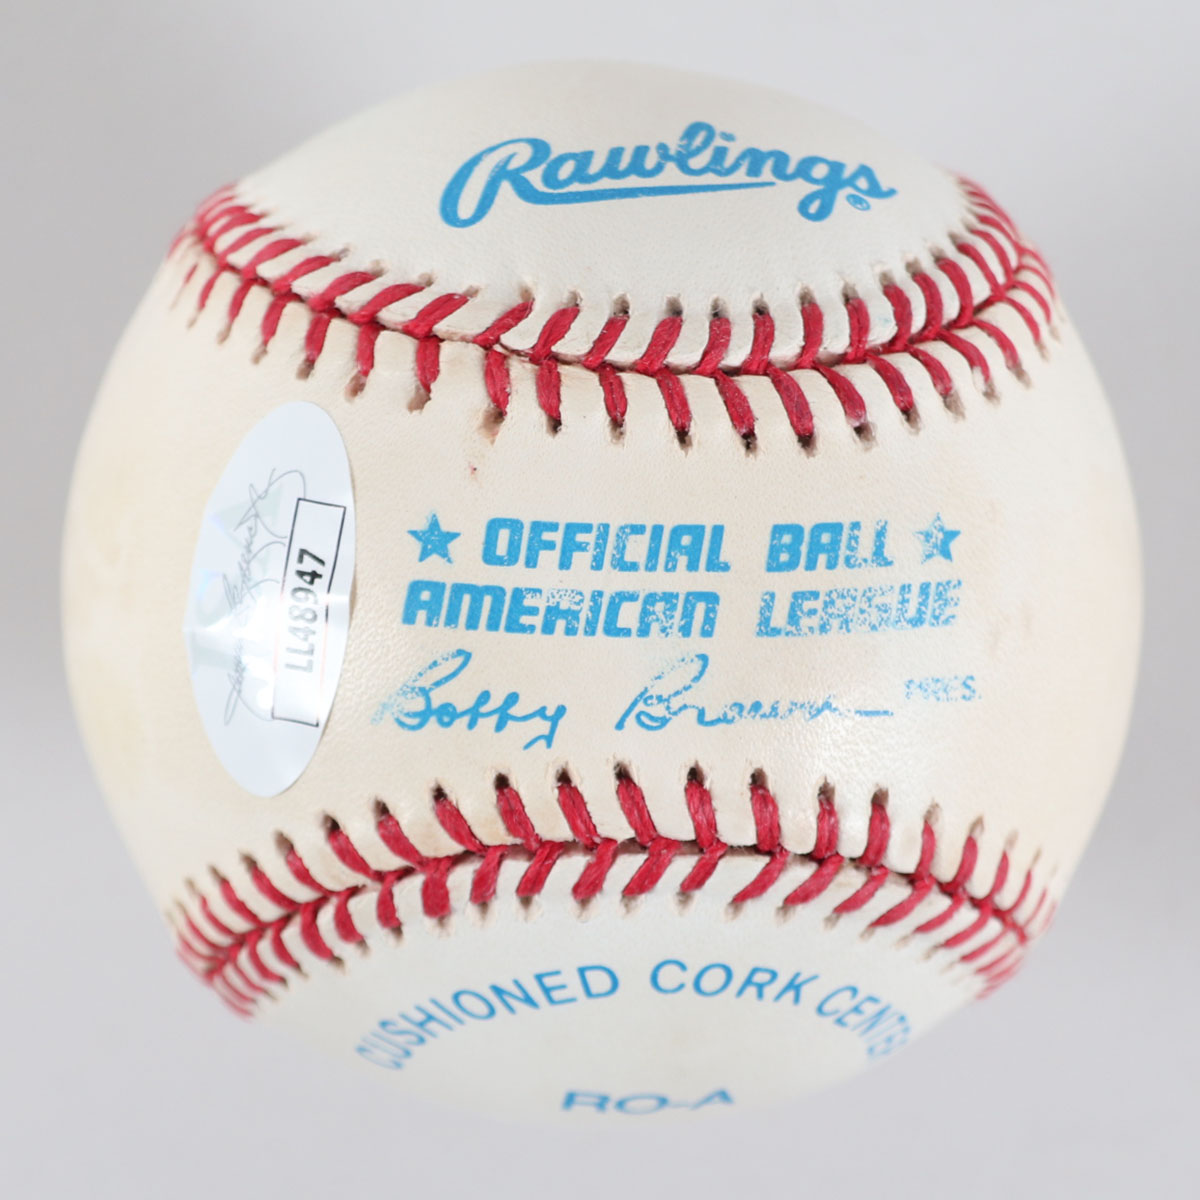 Rawlings®
★ OFFICIAL BALL ★
AMERICAN LEAGUE
Bobby Brown PRES.
LL48947
CUSHIONED CORK CENTER
RO-A